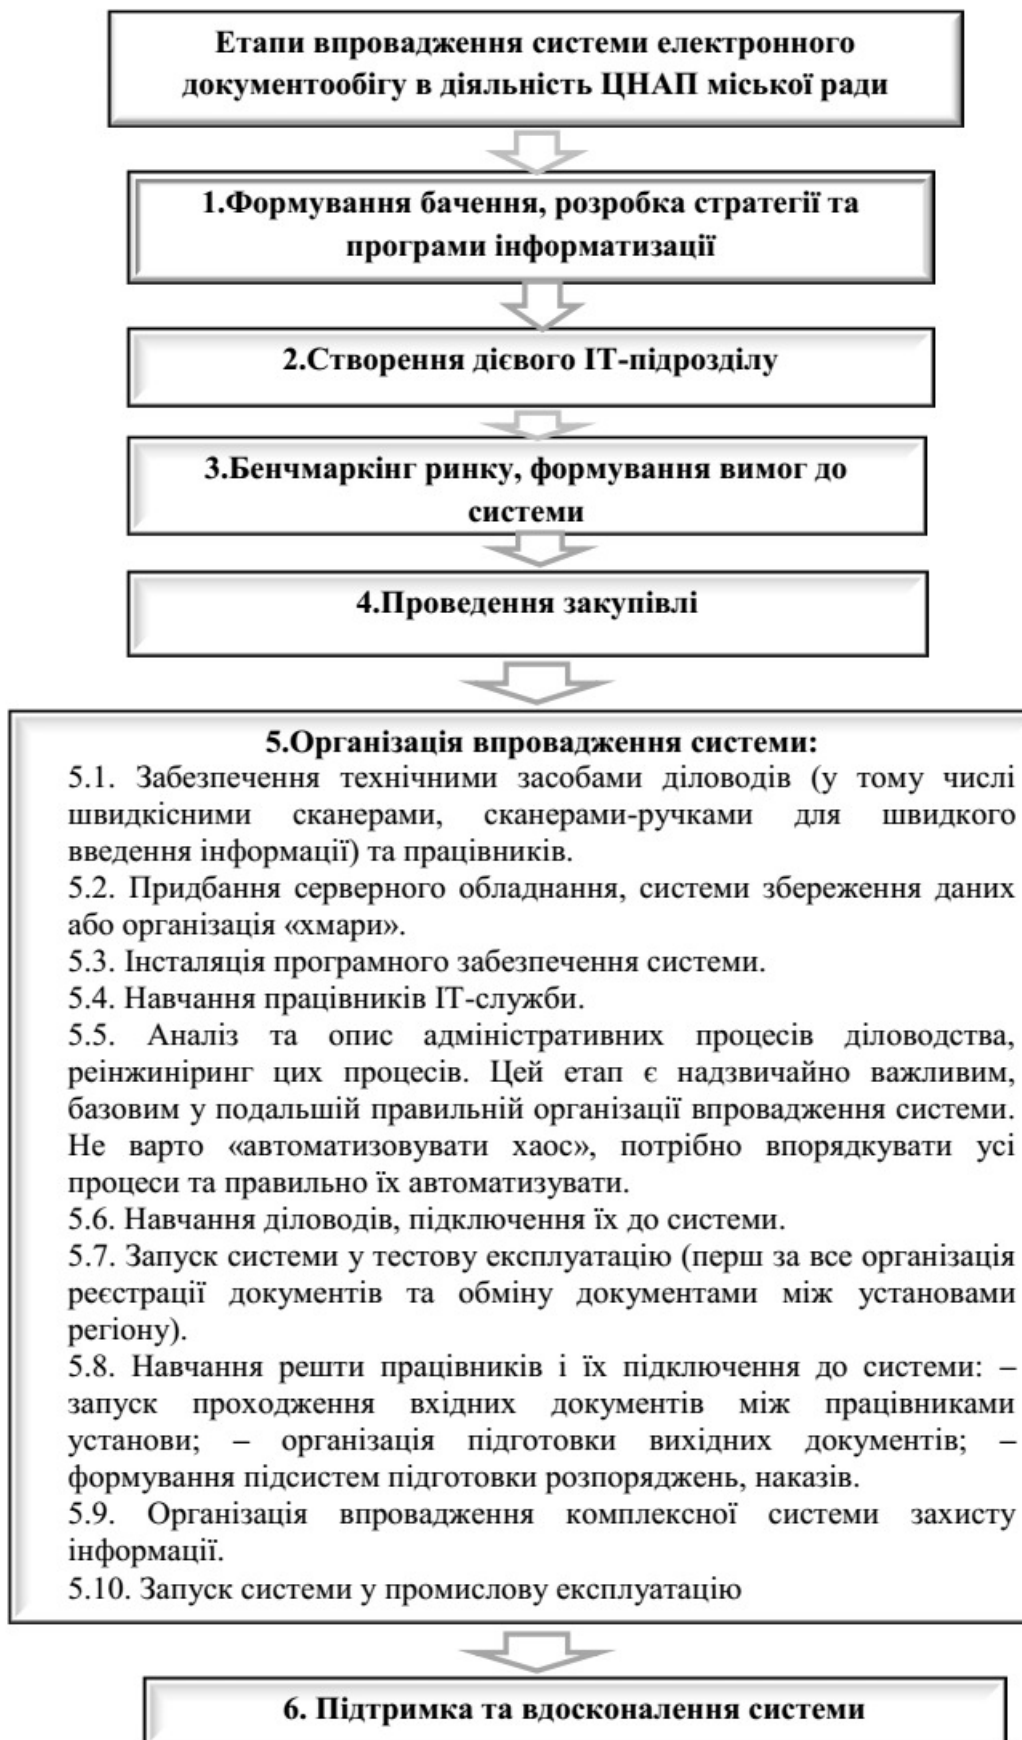 Етапи впровадження системи електронного
документообігу в діяльність ЦНАП міської ради
1.Формування бачення, розробка стратегії та
програми інформатизації
2.Створення дієвого ІТ-підрозділу
3.Бенчмаркінг ринку, формування вимог до
системи
4.Проведення закупівлі
5.Організація впровадження системи:
5.1. Забезпечення технічними засобами діловодів (у тому числі
швидкісними сканерами, сканерами-ручками для швидкого
введення інформації) та працівників.
5.2. Придбання серверного обладнання, системи збереження даних
або організація «хмари».
5.3. Інсталяція програмного забезпечення системи.
5.4. Навчання працівників ІТ-служби.
5.5. Аналіз та опис адміністративних процесів діловодства,
реінжиніринг цих процесів. Цей етап є надзвичайно важливим,
базовим у подальшій правильній організації впровадження системи.
Не варто «автоматизовувати хаос», потрібно впорядкувати усі
процеси та правильно їх автоматизувати.
5.6. Навчання діловодів, підключення їх до системи.
5.7. Запуск системи у тестову експлуатацію (перш за все організація
реєстрації документів та обміну документами між установами
регіону).
5.8. Навчання решти працівників і їх підключення до системи: –
запуск проходження вхідних документів між працівниками
установи; – організація підготовки вихідних документів; –
формування підсистем підготовки розпоряджень, наказів.
5.9. Організація впровадження комплексної системи захисту
інформації.
5.10. Запуск системи у промислову експлуатацію
6. Підтримка та вдосконалення системи